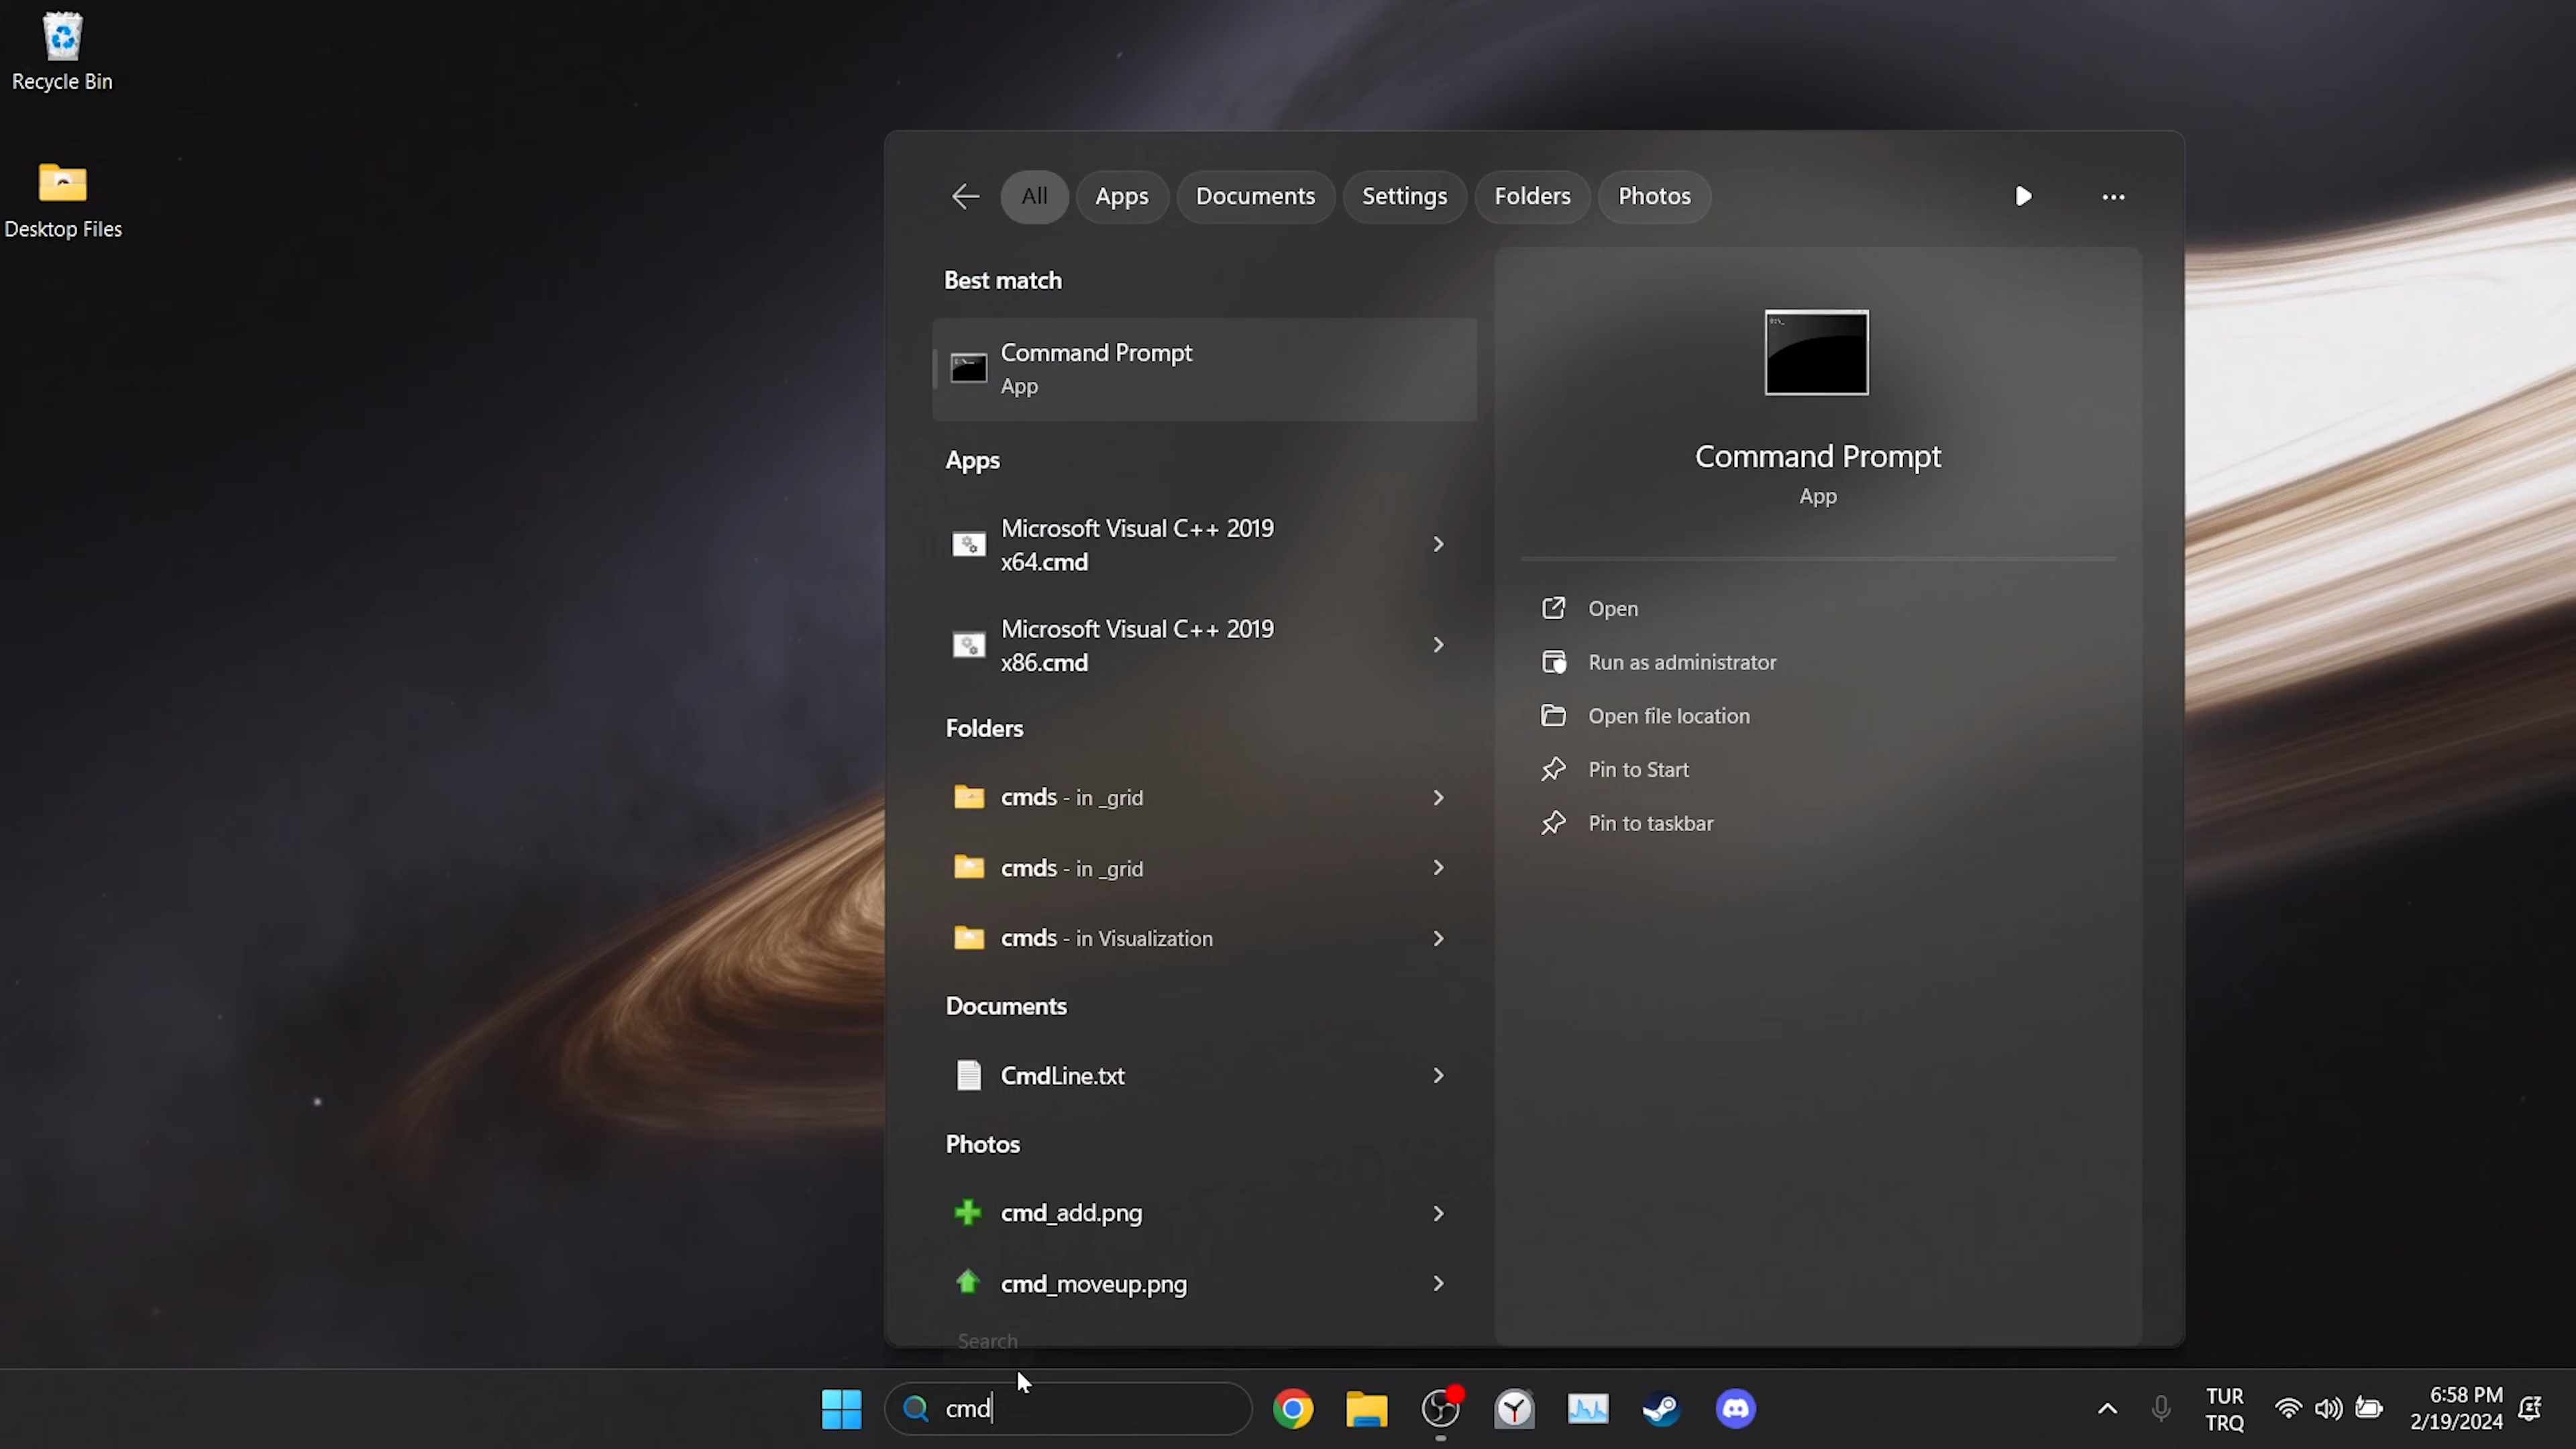 Recycle Bin
Desktop Files
All
Apps
Documents
Settings
Folders
Photos
Best match
Command Prompt
App
Apps
Microsoft Visual C++ 2019
x64.cmd
Microsoft Visual C++ 2019
x86.cmd
Folders
cmds - in _grid
cmds - in _grid
cmds - in Visualization
Documents
CmdLine.txt
Photos
cmd_add.png
cmd_moveup.png
Search
Command Prompt
App
Open
Run as administrator
Open file location
Pin to Start
Pin to taskbar
cmd
TUR
TRQ
6:58 PM
2/19/2024